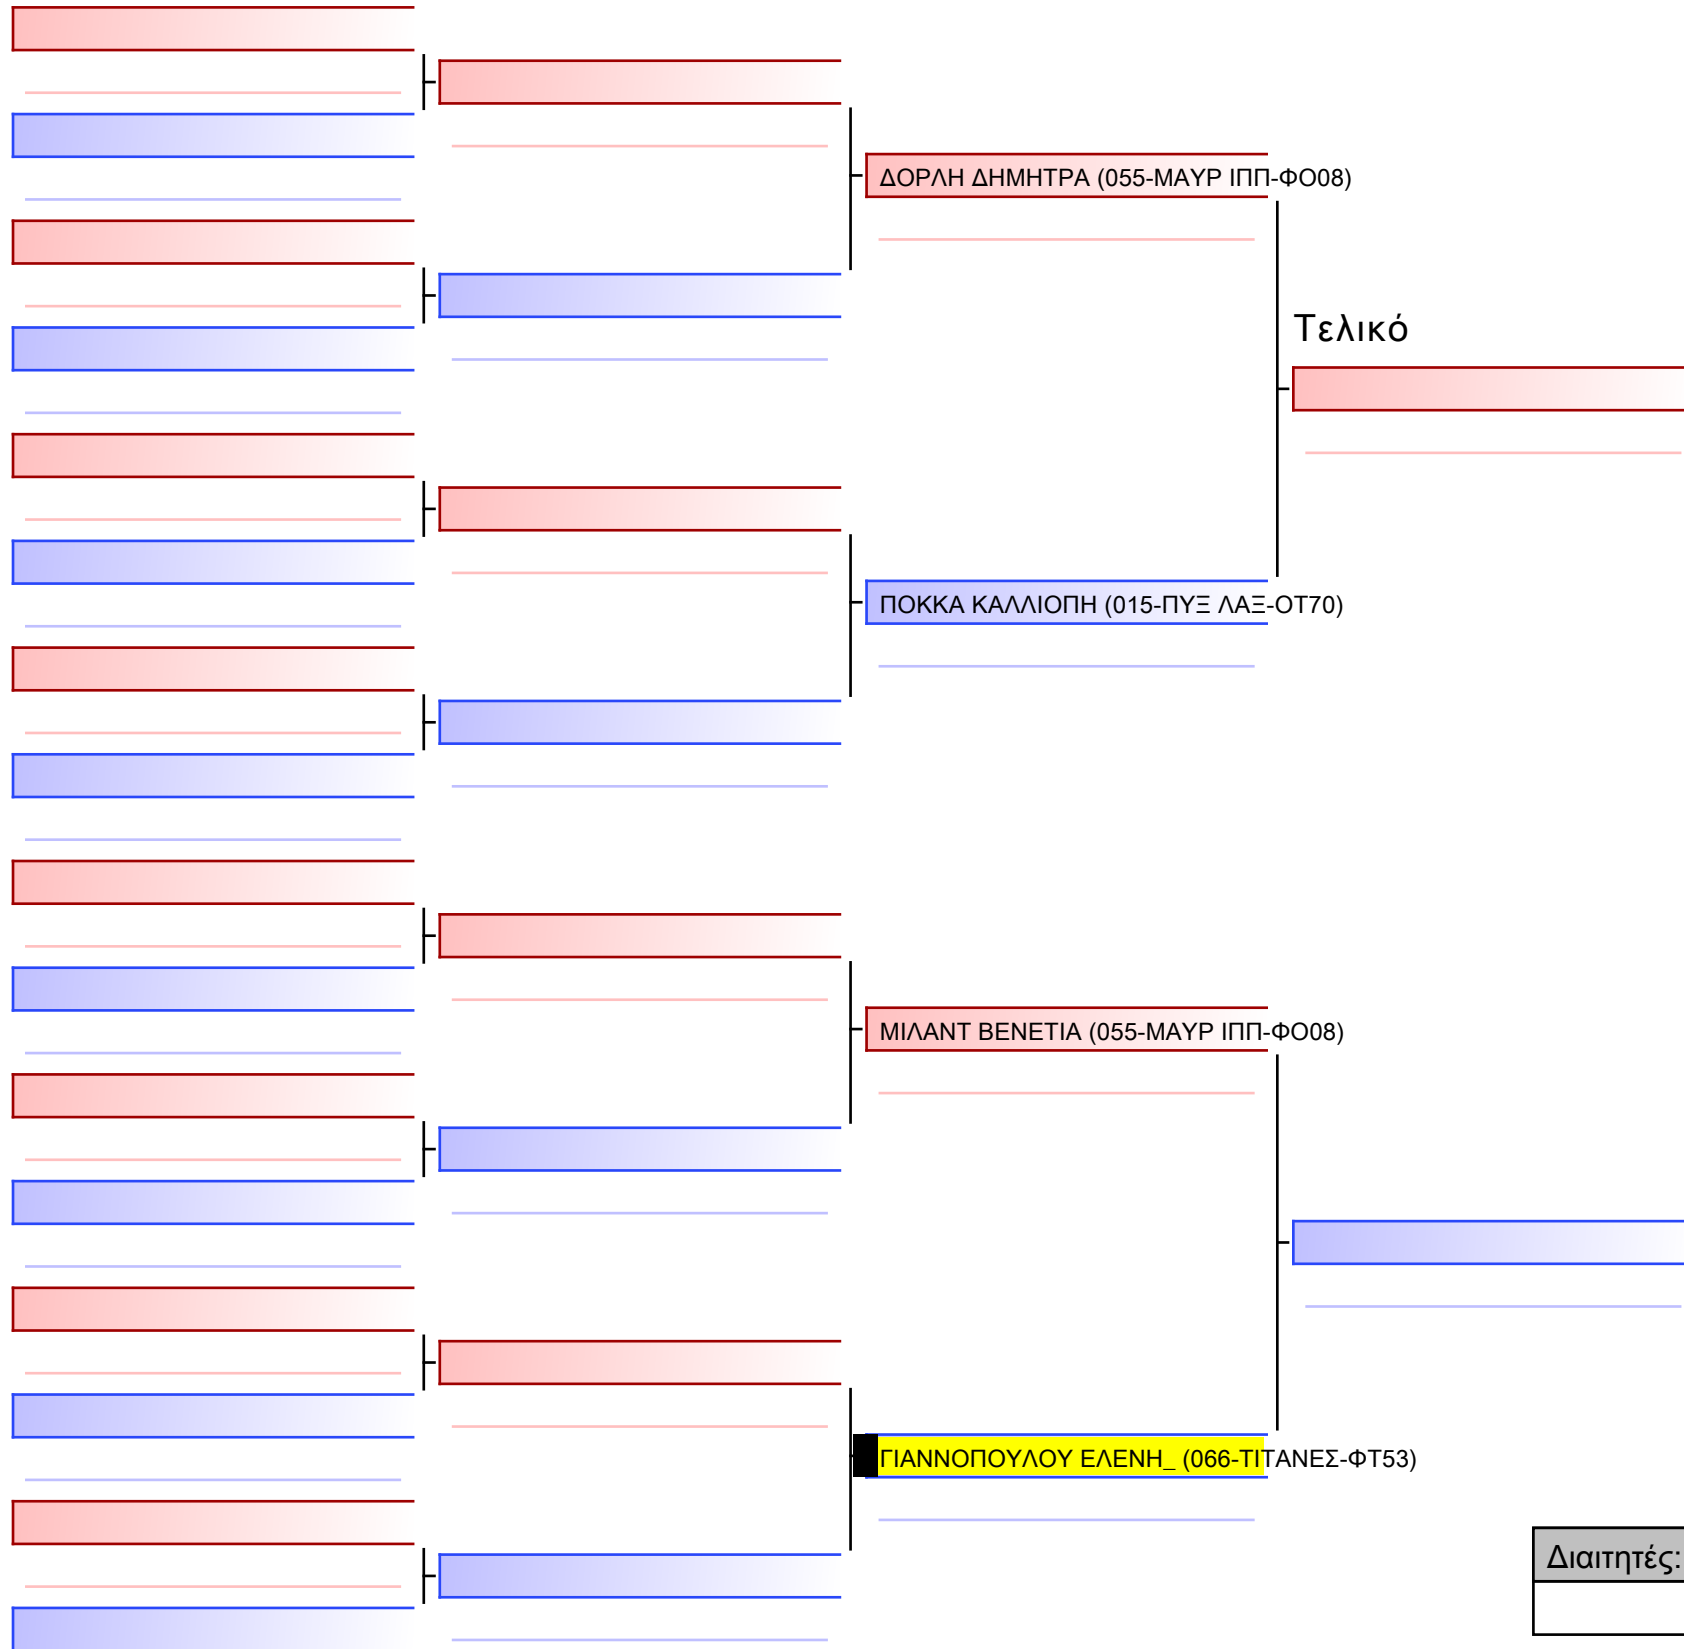 ΔΟΡΛΗ ΔΗΜΗΤΡΑ (055-ΜΑΥΡ ΙΠΠ-ΦΟ08)
Τελικό
ΠΟΚΚΑ ΚΑΛΛΙΟΠΗ (015-ΠΥΞ ΛΑΞ-ΟΤ70)
ΜΙΛΑΝΤ ΒΕΝΕΤΙΑ (055-ΜΑΥΡ ΙΠΠ-ΦΟ08)
ΓΙΑΝΝΟΠΟΥΛΟΥ ΕΛΕΝΗ_ (066-ΤΙΤΑΝΕΣ-ΦΤ53)
Διαιτητές: